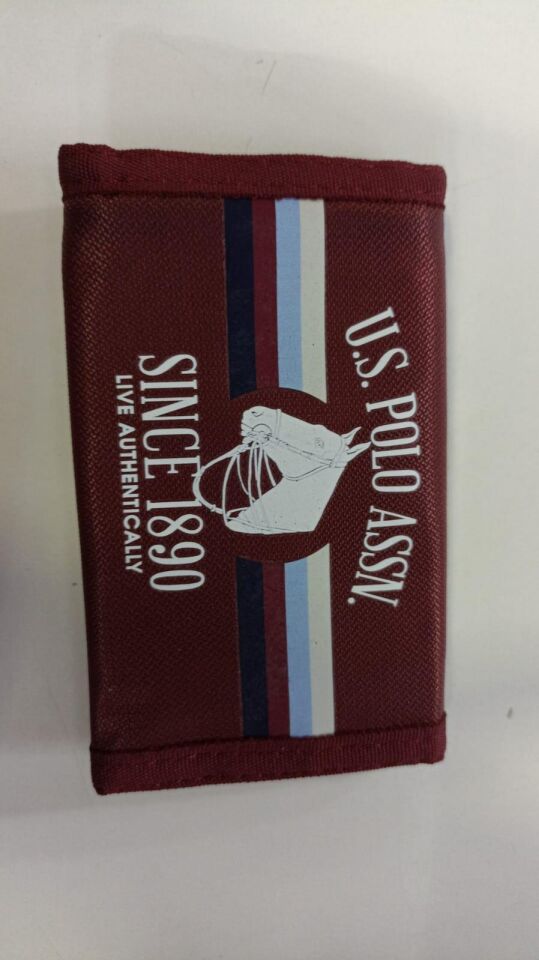 U.S. POLO ASSN.
SINCE 1890
LIVE AUTHENTICALLY